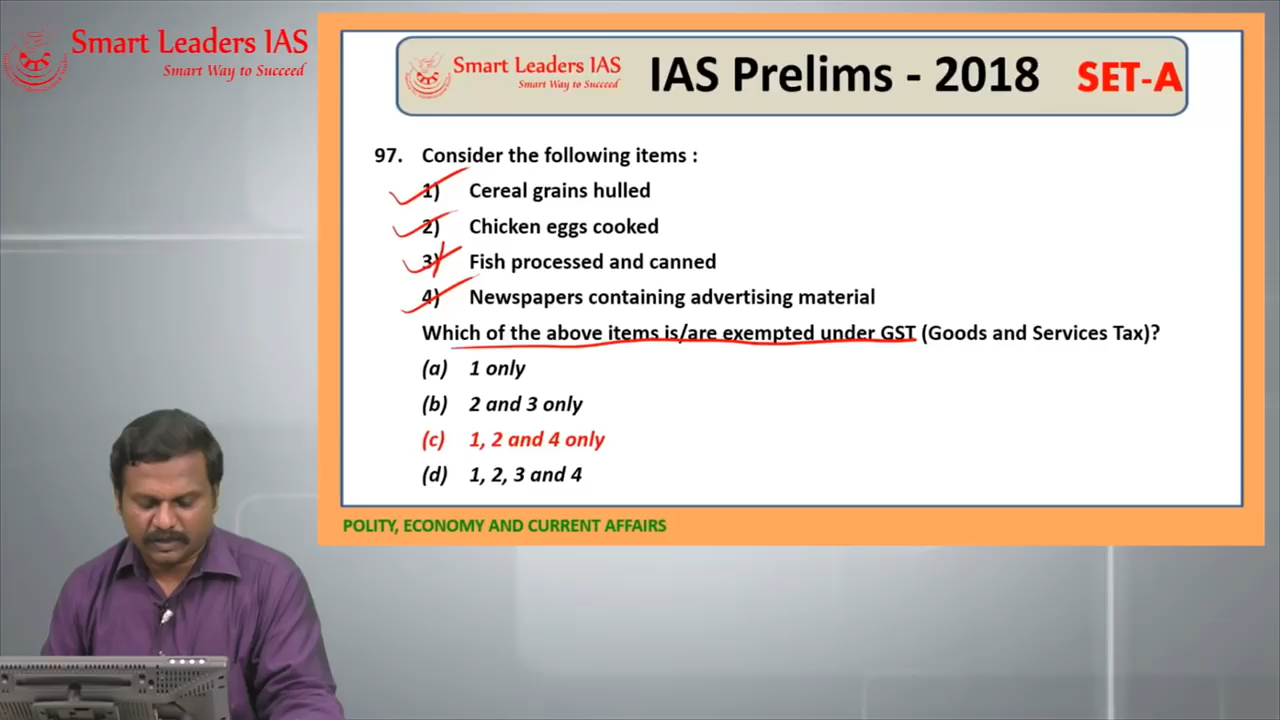 Smart Leaders IAS
Smart Way to Succeed
Smart Leaders IAS
Smart Way to Succeed
IAS Prelims - 2018 SET-A
97. Consider the following items :
1) Cereal grains hulled
2) Chicken eggs cooked
3) Fish processed and canned
4) Newspapers containing advertising material
Which of the above items is/are exempted under GST (Goods and Services Tax)?
(a) 1 only
(b) 2 and 3 only
(c) 1, 2 and 4 only
(d) 1, 2, 3 and 4
POLITY, ECONOMY AND CURRENT AFFAIRS